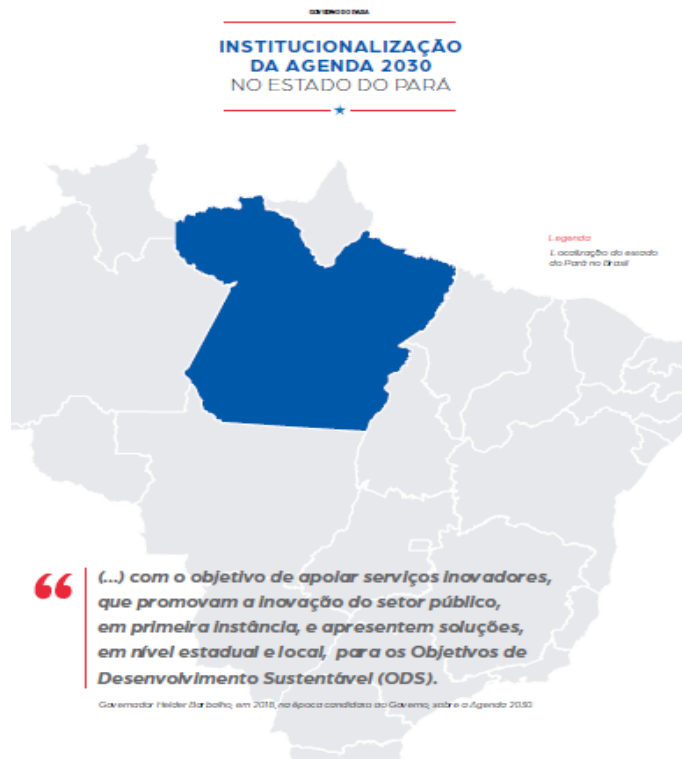 GOVERNO DO PARÁ
INSTITUCIONALIZAÇÃO
DA AGENDA 2030
NO ESTADO DO PARÁ
Legenda
Localização do estado
do Pará no Brasil
“
(...) com o objetivo de apoiar serviços inovadores,
que promovam a inovação do setor público,
em primeira instância, e apresentem soluções,
em nível estadual e local, para os Objetivos de
Desenvolvimento Sustentável (ODS).
Governador Helder Barbalho, em 2018, na época candidato ao Governo, sobre a Agenda 2030.